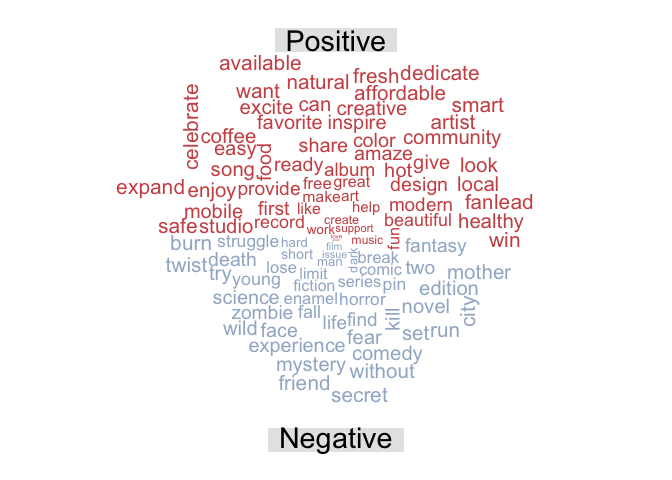 Positive
available
natural fresh dedicate
want affordable
excite can creative smart
celebrate
favorite inspire artist
coffee share color community
easy food amaze
song ready album hot give look
expand enjoy provide free great design local
make art
mobile first like help modern fan lead
create
safe studio record work support beautiful healthy
love
music fun win
burn struggle hard film fantasy
short issue dark break
twist death man mother
try young lose limit series comic two
fiction pin edition
science enamel horror novel
zombie fall kill city
wild face life find set run
experience fear comedy
mystery without
friend
secret
Negative